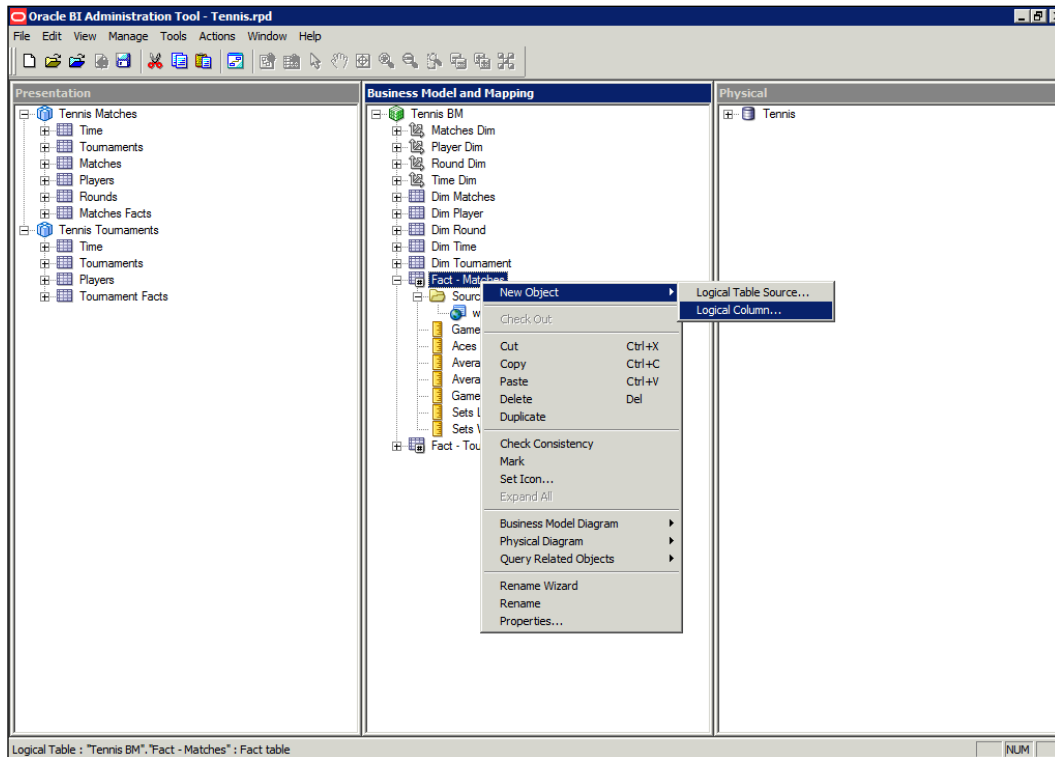 Oracle BI Administration Tool - Tennis.rpd
File Edit View Manage Tools Actions Window Help
Presentation
Tennis Matches
Time
Tournaments
Matches
Players
Rounds
Matches Facts
Tennis Tournaments
Time
Tournaments
Players
Tournament Facts
Business Model and Mapping
Tennis BM
Matches Dim
Player Dim
Round Dim
Time Dim
Dim Matches
Dim Player
Dim Round
Dim Time
Dim Tournament
Fact - Matches
Sourc
w
Game
Aces
Avera
Avera
Game
Sets L
Sets
Fact - Tou
New Object
Check Out
Cut Ctrl+X
Copy Ctrl+C
Paste Ctrl+V
Delete Del
Duplicate
Check Consistency
Mark
Set Icon...
Expand All
Business Model Diagram
Physical Diagram
Query Related Objects
Rename Wizard
Rename
Properties...
Logical Table Source...
Logical Column...
Physical
Tennis
Logical Table : "Tennis BM"."Fact - Matches" : Fact table
NUM